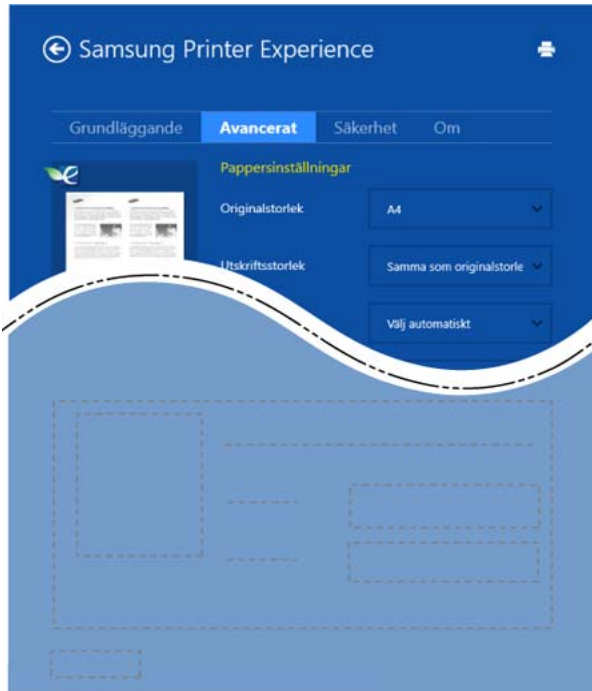 Samsung Printer Experience
Grundläggande Avancerat Säkerhet Om
Pappersinställningar
Originalstorlek A4
Utskriftsstorlek Samma som originalstorle
Välj automatiskt